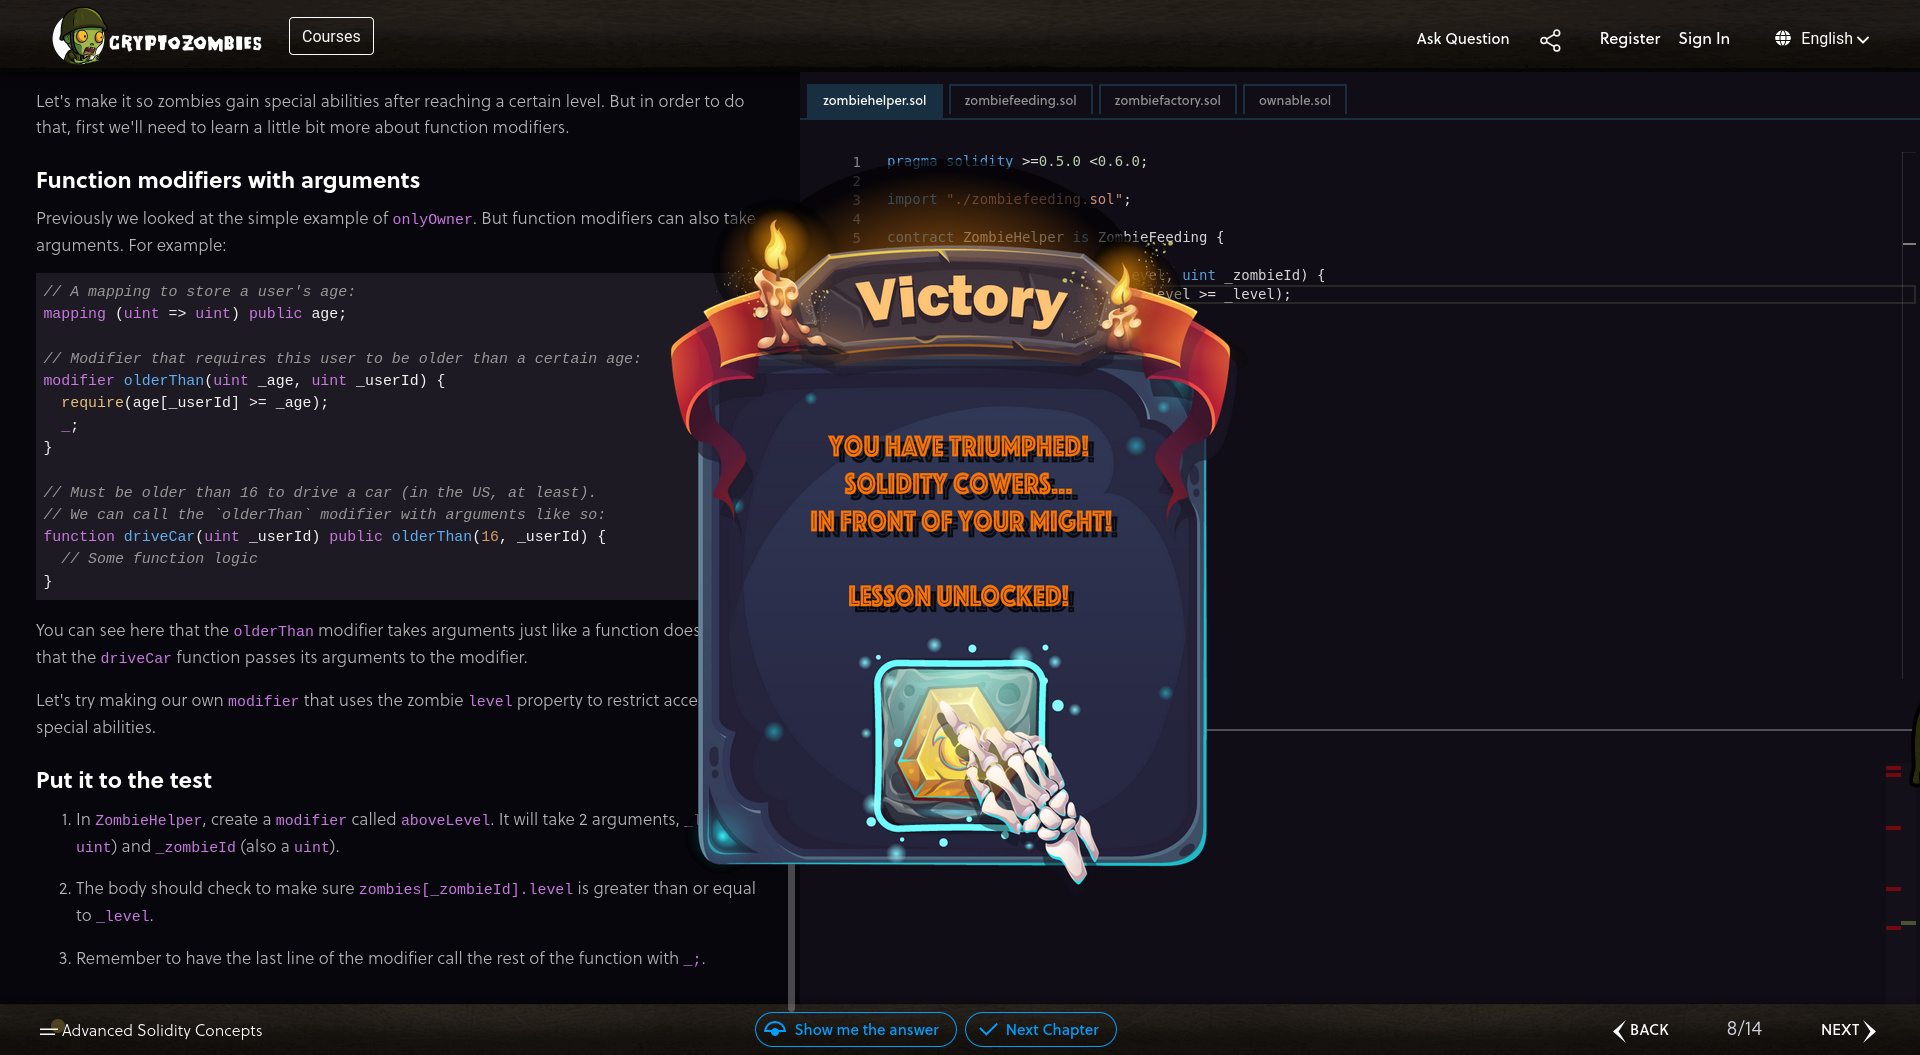 CRYPTOZOMBIES
Courses
Ask Question
Register
Sign In
English
Let's make it so zombies gain special abilities after reaching a certain level. But in order to do
that, first we'll need to learn a little bit more about function modifiers.
Function modifiers with arguments
Previously we looked at the simple example of onlyOwner. But function modifiers can also take
arguments. For example:
// A mapping to store a user's age:
mapping (uint => uint) public age;
// Modifier that requires this user to be older than a certain age:
modifier olderThan(uint _age, uint _userId) {
require(age[_userId] >= _age);
_;
}
// Must be older than 16 to drive a car (in the US, at least).
// We can call the `olderThan` modifier with arguments like so:
function driveCar(uint _userId) public olderThan(16, _userId) {
// Some function logic
}
You can see here that the olderThan modifier takes arguments just like a function does
that the driveCar function passes its arguments to the modifier.
Let's try making our own modifier that uses the zombie level property to restrict acce
special abilities.
Put it to the test
1. In ZombieHelper, create a modifier called aboveLevel. It will take 2 arguments, _l
uint) and _zombieId (also a uint).
2. The body should check to make sure zombies[_zombieId].level is greater than or equal
to _level.
3. Remember to have the last line of the modifier call the rest of the function with _;.
zombiehelper.sol
zombiefeeding.sol
zombiefactory.sol
ownable.sol
1 pragma solidity >=0.5.0 <0.6.0;
2
3 import "./zombiefeeding.sol";
4
5 contract ZombieHelper is ZombieFeeding {
evel, uint _zombieId) {
level >= _level);
Victory
YOU HAVE TRIUMPHED!
SOLIDITY COWERS...
IN FRONT OF YOUR MIGHT!
LESSON UNLOCKED!
Advanced Solidity Concepts
Show me the answer
Next Chapter
BACK
8/14
NEXT